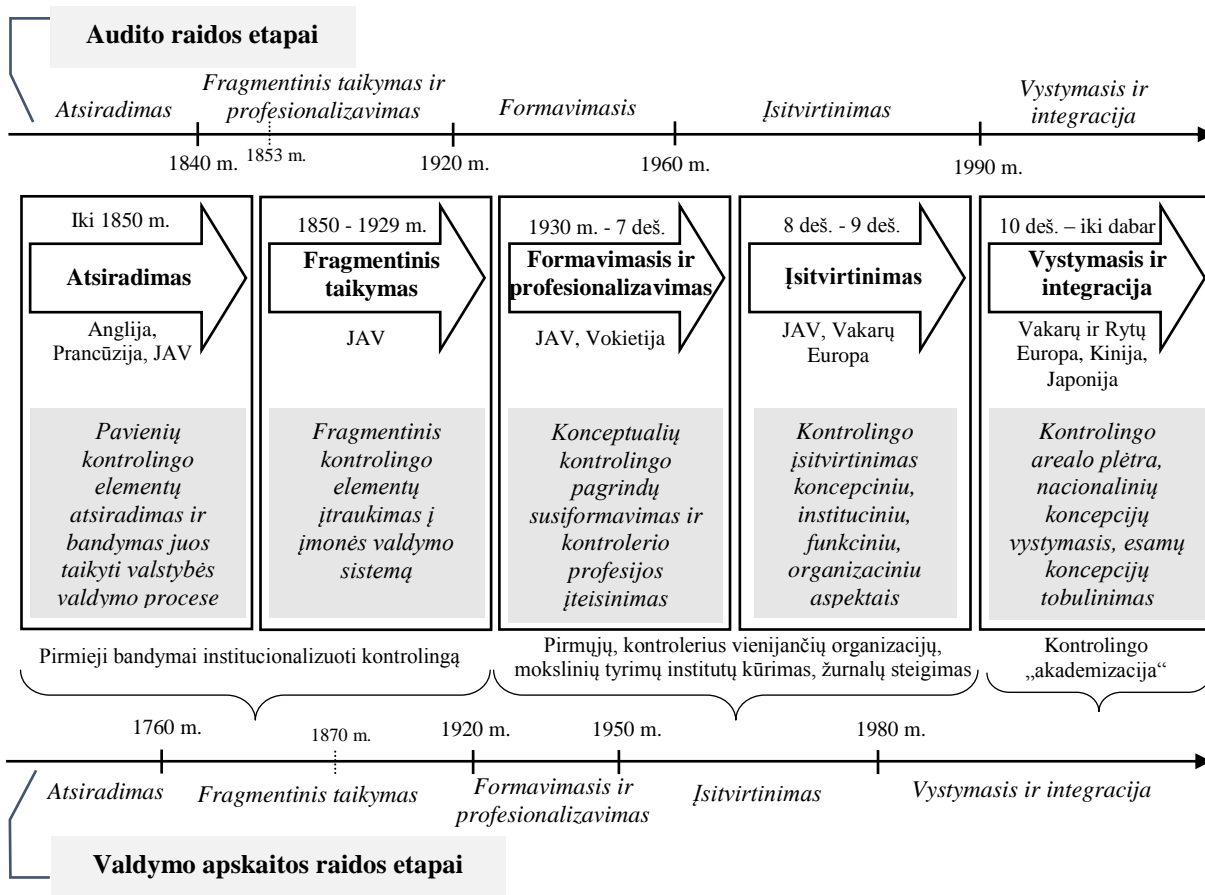 Audito raidos etapai
Atsiradimas
Fragmentinis taikymas ir
profesionalizavimas
Formavimasis
Įsitvirtinimas
Vystymasis ir
integracija
1840 m.
1853 m.
1920 m.
1960 m.
1990 m.
Iki 1850 m.
Atsiradimas
Anglija,
Prancūzija, JAV
Pavienių
kontrolingo
elementų
atsiradimas ir
bandymas juos
taikyti valstybės
valdymo procese
1850 - 1929 m.
Fragmentinis
taikymas
JAV
Fragmentinis
kontrolingo
elementų
įtraukimas į
įmonės valdymo
sistemą
1930 m. - 7 deš.
Formavimasis ir
profesionalizavimas
JAV, Vokietija
Konceptualių
kontrolingo
pagrindų
susiformavimas ir
kontrolerio
profesijos
įteisinimas
8 deš. - 9 deš.
Įsitvirtinimas
JAV, Vakarų
Europa
Kontrolingo
įsitvirtinimas
koncepciniu,
instituciniu,
funkciniu,
organizaciniu
aspektais
10 deš. – iki dabar
Vystymasis ir
integracija
Vakarų ir Rytų
Europa, Kinija,
Japonija
Kontrolingo
arealo plėtra,
nacionalinių
koncepcijų
vystymasis, esamų
koncepcijų
tobulinimas
Pirmieji bandymai institucionalizuoti kontrolingą
Pirmųjų, kontrolerius vienijančių organizacijų,
mokslinių tyrimų institutų kūrimas, žurnalų steigimas
Kontrolingo
„akademizacija“
1760 m.
1870 m.
1920 m.
1950 m.
1980 m.
Atsiradimas
Fragmentinis taikymas
Formavimasis ir
profesionalizavimas
Įsitvirtinimas
Vystymasis ir integracija
Valdymo apskaitos raidos etapai